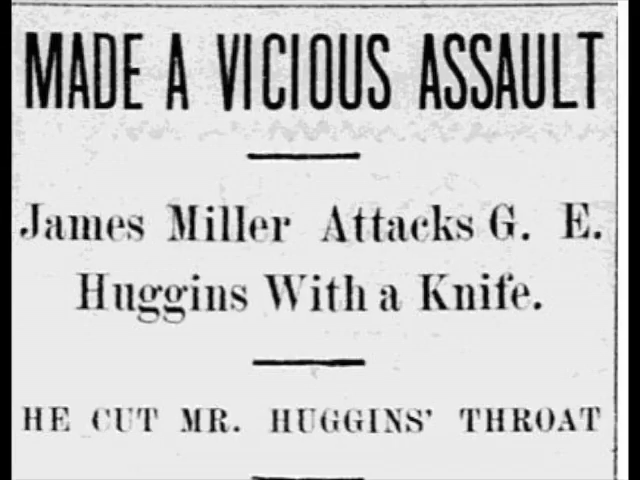 MADE A VICIOUS ASSAULT
James Miller Attacks G. E.
Huggins With a Knife.
HE CUT MR. HUGGINS' THROAT